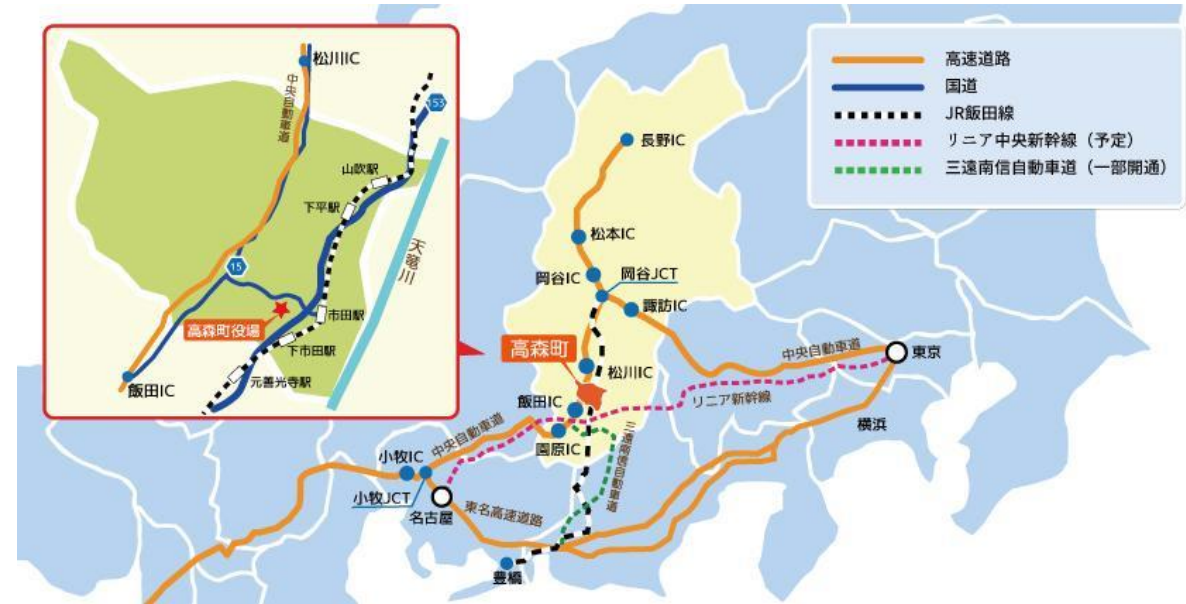 松川IC
中央自動車道
153
山吹駅
下平駅
天竜川
15
市田駅
高森町役場
下市田駅
元善光寺駅
飯田IC
高速道路
国道
JR飯田線
リニア中央新幹線（予定）
三遠南信自動車道（一部開通）
長野IC
松本IC
岡谷IC
岡谷JCT
諏訪IC
高森町
松川IC
中央自動車道
東京
飯田IC
リニア新幹線
横浜
中央自動車道
園原IC
三遠南信自動車道
小牧IC
小牧JCT
名古屋
東名高速道路
豊橋